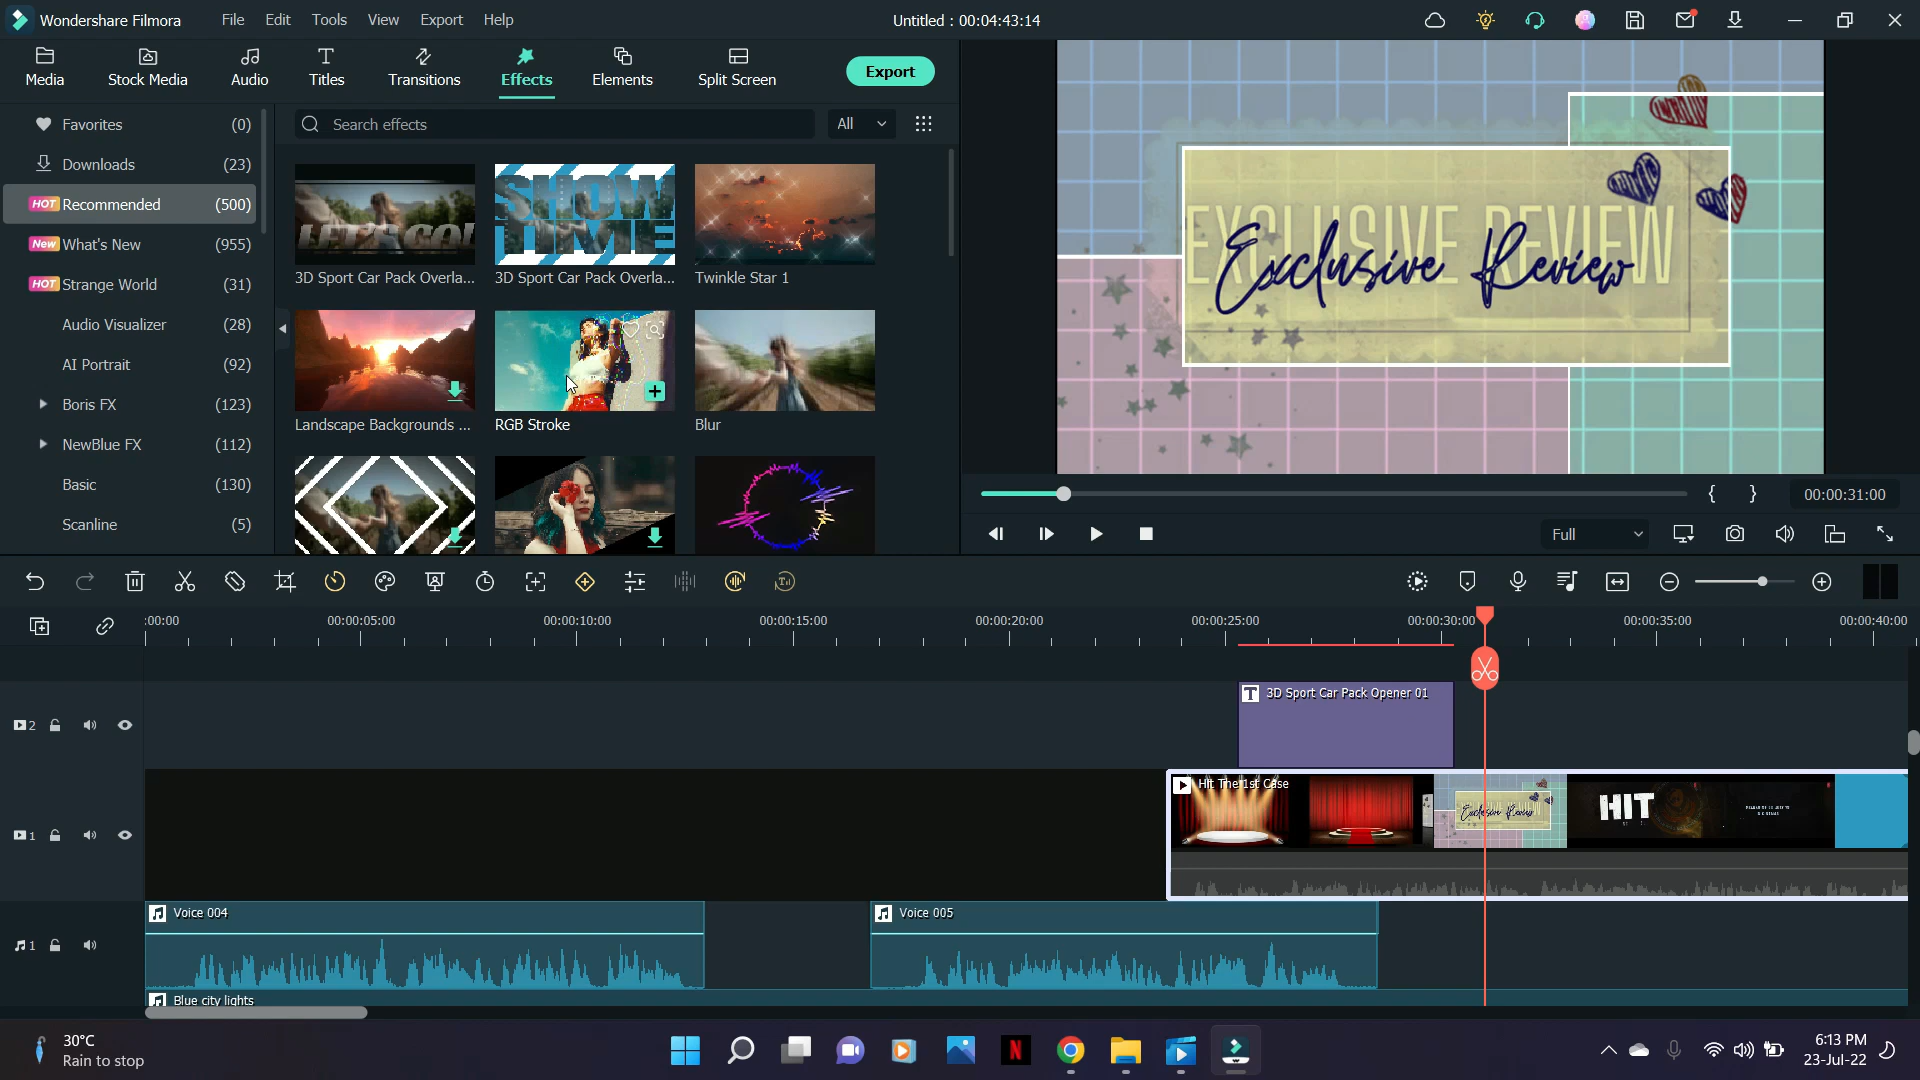 Wondershare Filmora
File Edit Tools View Export Help
Untitled : 00:04:43:14
Media Stock Media Audio Titles Transitions Effects Elements Split Screen
Export
Favorites (0)
Downloads (23)
HOT Recommended (500)
New What's New (955)
HOT Strange World (31)
Audio Visualizer (28)
AI Portrait (92)
Boris FX (123)
NewBlue FX (112)
Basic (130)
Scanline (5)
Search effects
All
LET'S GO!
SHOW
TIME
3D Sport Car Pack Overla... 3D Sport Car Pack Overla... Twinkle Star 1
Landscape Backgrounds ... RGB Stroke Blur
EXCLUSIVE REVIEW
Exclusive Review
{ } 00:00:31:00
Full
:00:00 00:00:05:00 00:00:10:00 00:00:15:00 00:00:20:00 00:00:25:00 00:00:30:00 00:00:35:00 00:00:40:00
2
T 3D Sport Car Pack Opener 01
1
Hit The 1st Case
Exclusive Review
HIT
1
Voice 004
Voice 005
Blue city lights
30°C
Rain to stop
N
6:13 PM
23-Jul-22